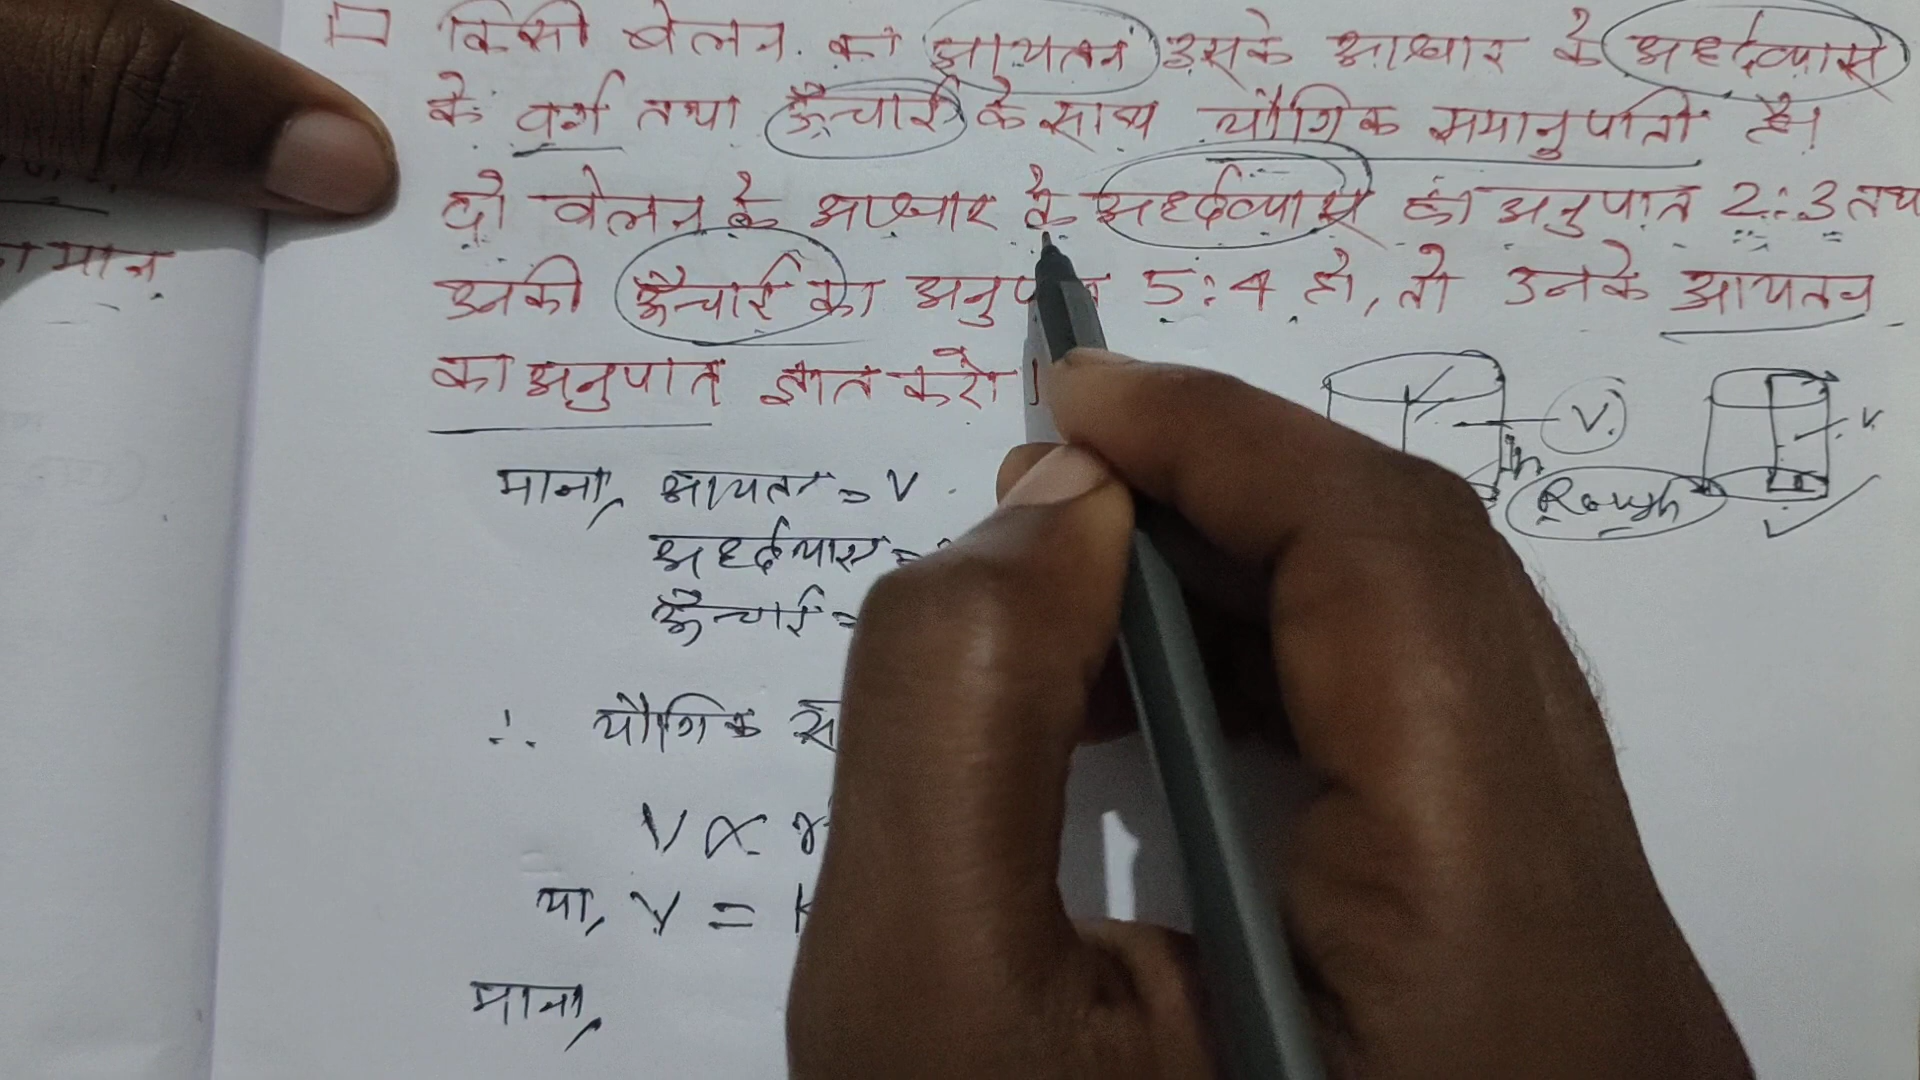 किसी बेलन का आयतन उसके आधार के अर्द्धव्यास
के वर्ग तथा ऊँचाई के साथ यौगिक समानुपाती है।
दो बेलन के आधार के अर्द्धव्यास का अनुपात 2:3 तथ
उनकी ऊँचाई का अनुपात 5:4 हो, तो उनके आयतन
का अनुपात ज्ञात करो।
V.
V.
h
Rough
माना, आयतन = V
अर्द्धव्यास =
ऊँचाई =
∴ यौगिक स
V ∝ r
या, V = K
माना,
मान